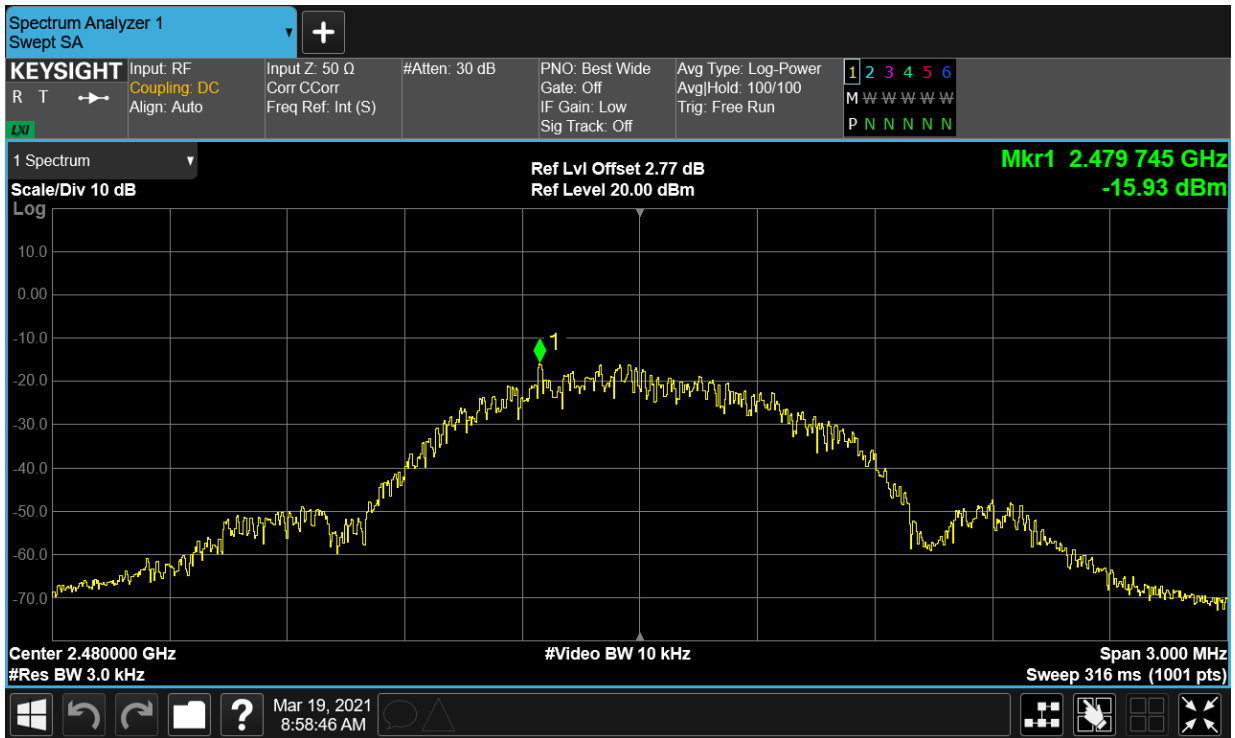 Spectrum Analyzer 1
Swept SA
▼
+
KEYSIGHT
R T
LXI
Input: RF
Coupling: DC
Align: Auto
Input Z: 50 Ω
Corr CCorr
Freq Ref: Int (S)
#Atten: 30 dB
PNO: Best Wide
Gate: Off
IF Gain: Low
Sig Track: Off
Avg Type: Log-Power
Avg|Hold: 100/100
Trig: Free Run
1 2 3 4 5 6
M W W W W W W
P N N N N N N
1 Spectrum ▼
Scale/Div 10 dB
Log
Ref Lvl Offset 2.77 dB
Ref Level 20.00 dBm
Mkr1 2.479 745 GHz
-15.93 dBm
10.0
0.00
-10.0
-20.0
-30.0
-40.0
-50.0
-60.0
-70.0
1
Center 2.480000 GHz
#Res BW 3.0 kHz
#Video BW 10 kHz
Span 3.000 MHz
Sweep 316 ms (1001 pts)
?
Mar 19, 2021
8:58:46 AM